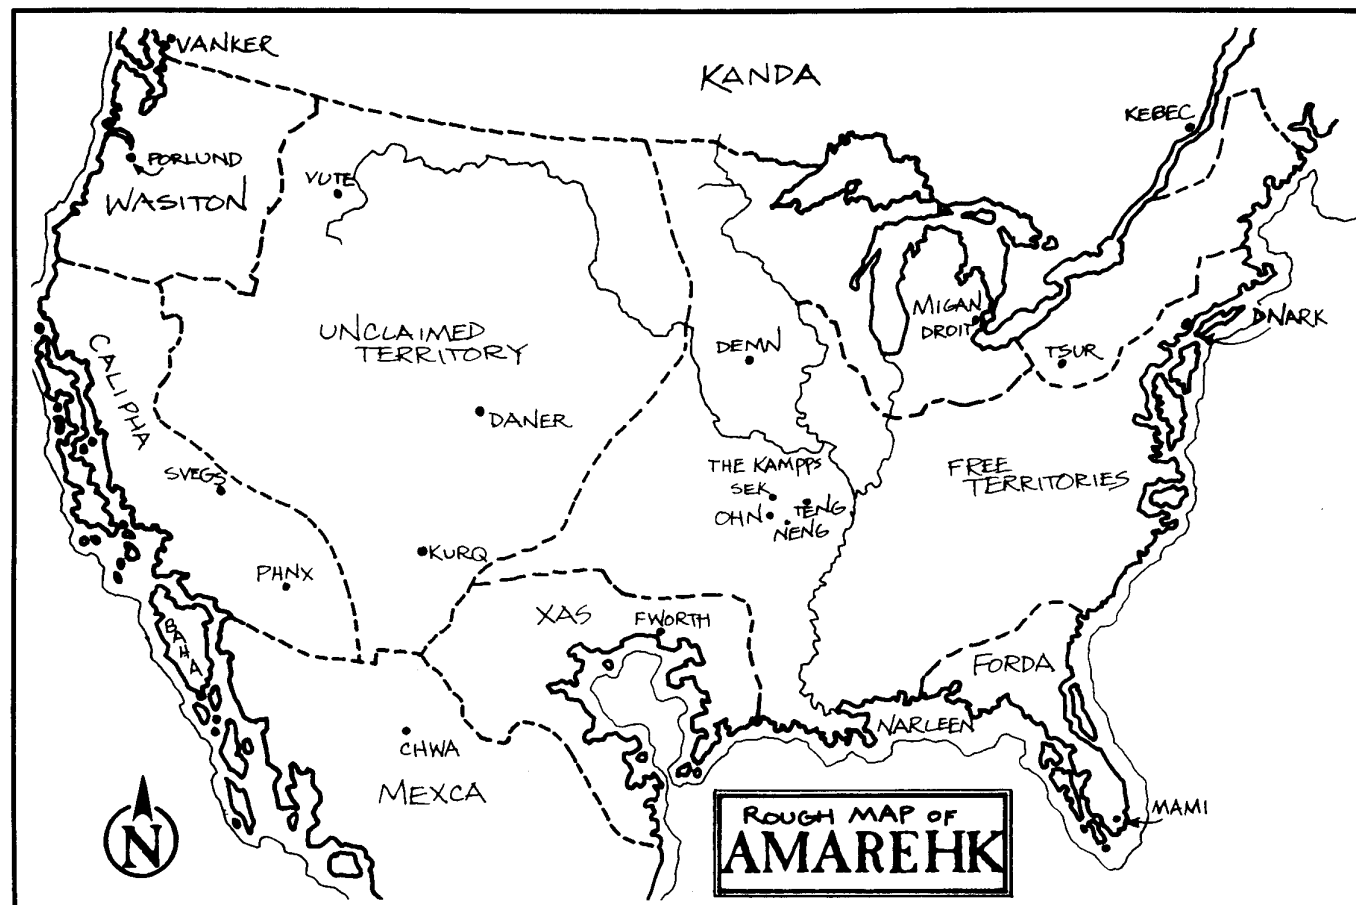 VANKER
KANDA
KEBEC
PORLUND
WASITON
VUTE
UNCLAIMED
TERRITORY
MIGAN
DROIT
DNARK
DEMN
TSUR
CALIPHA
DANER
THE KAMPPS
SEK
OHN
TENG
NENG
FREE
TERRITORIES
SVEGS
KURQ
PHNX
XAS
FWORTH
BAHA
FORDA
NARLEEN
CHWA
MEXCA
MAMI
N
ROUGH MAP OF
AMAREHK